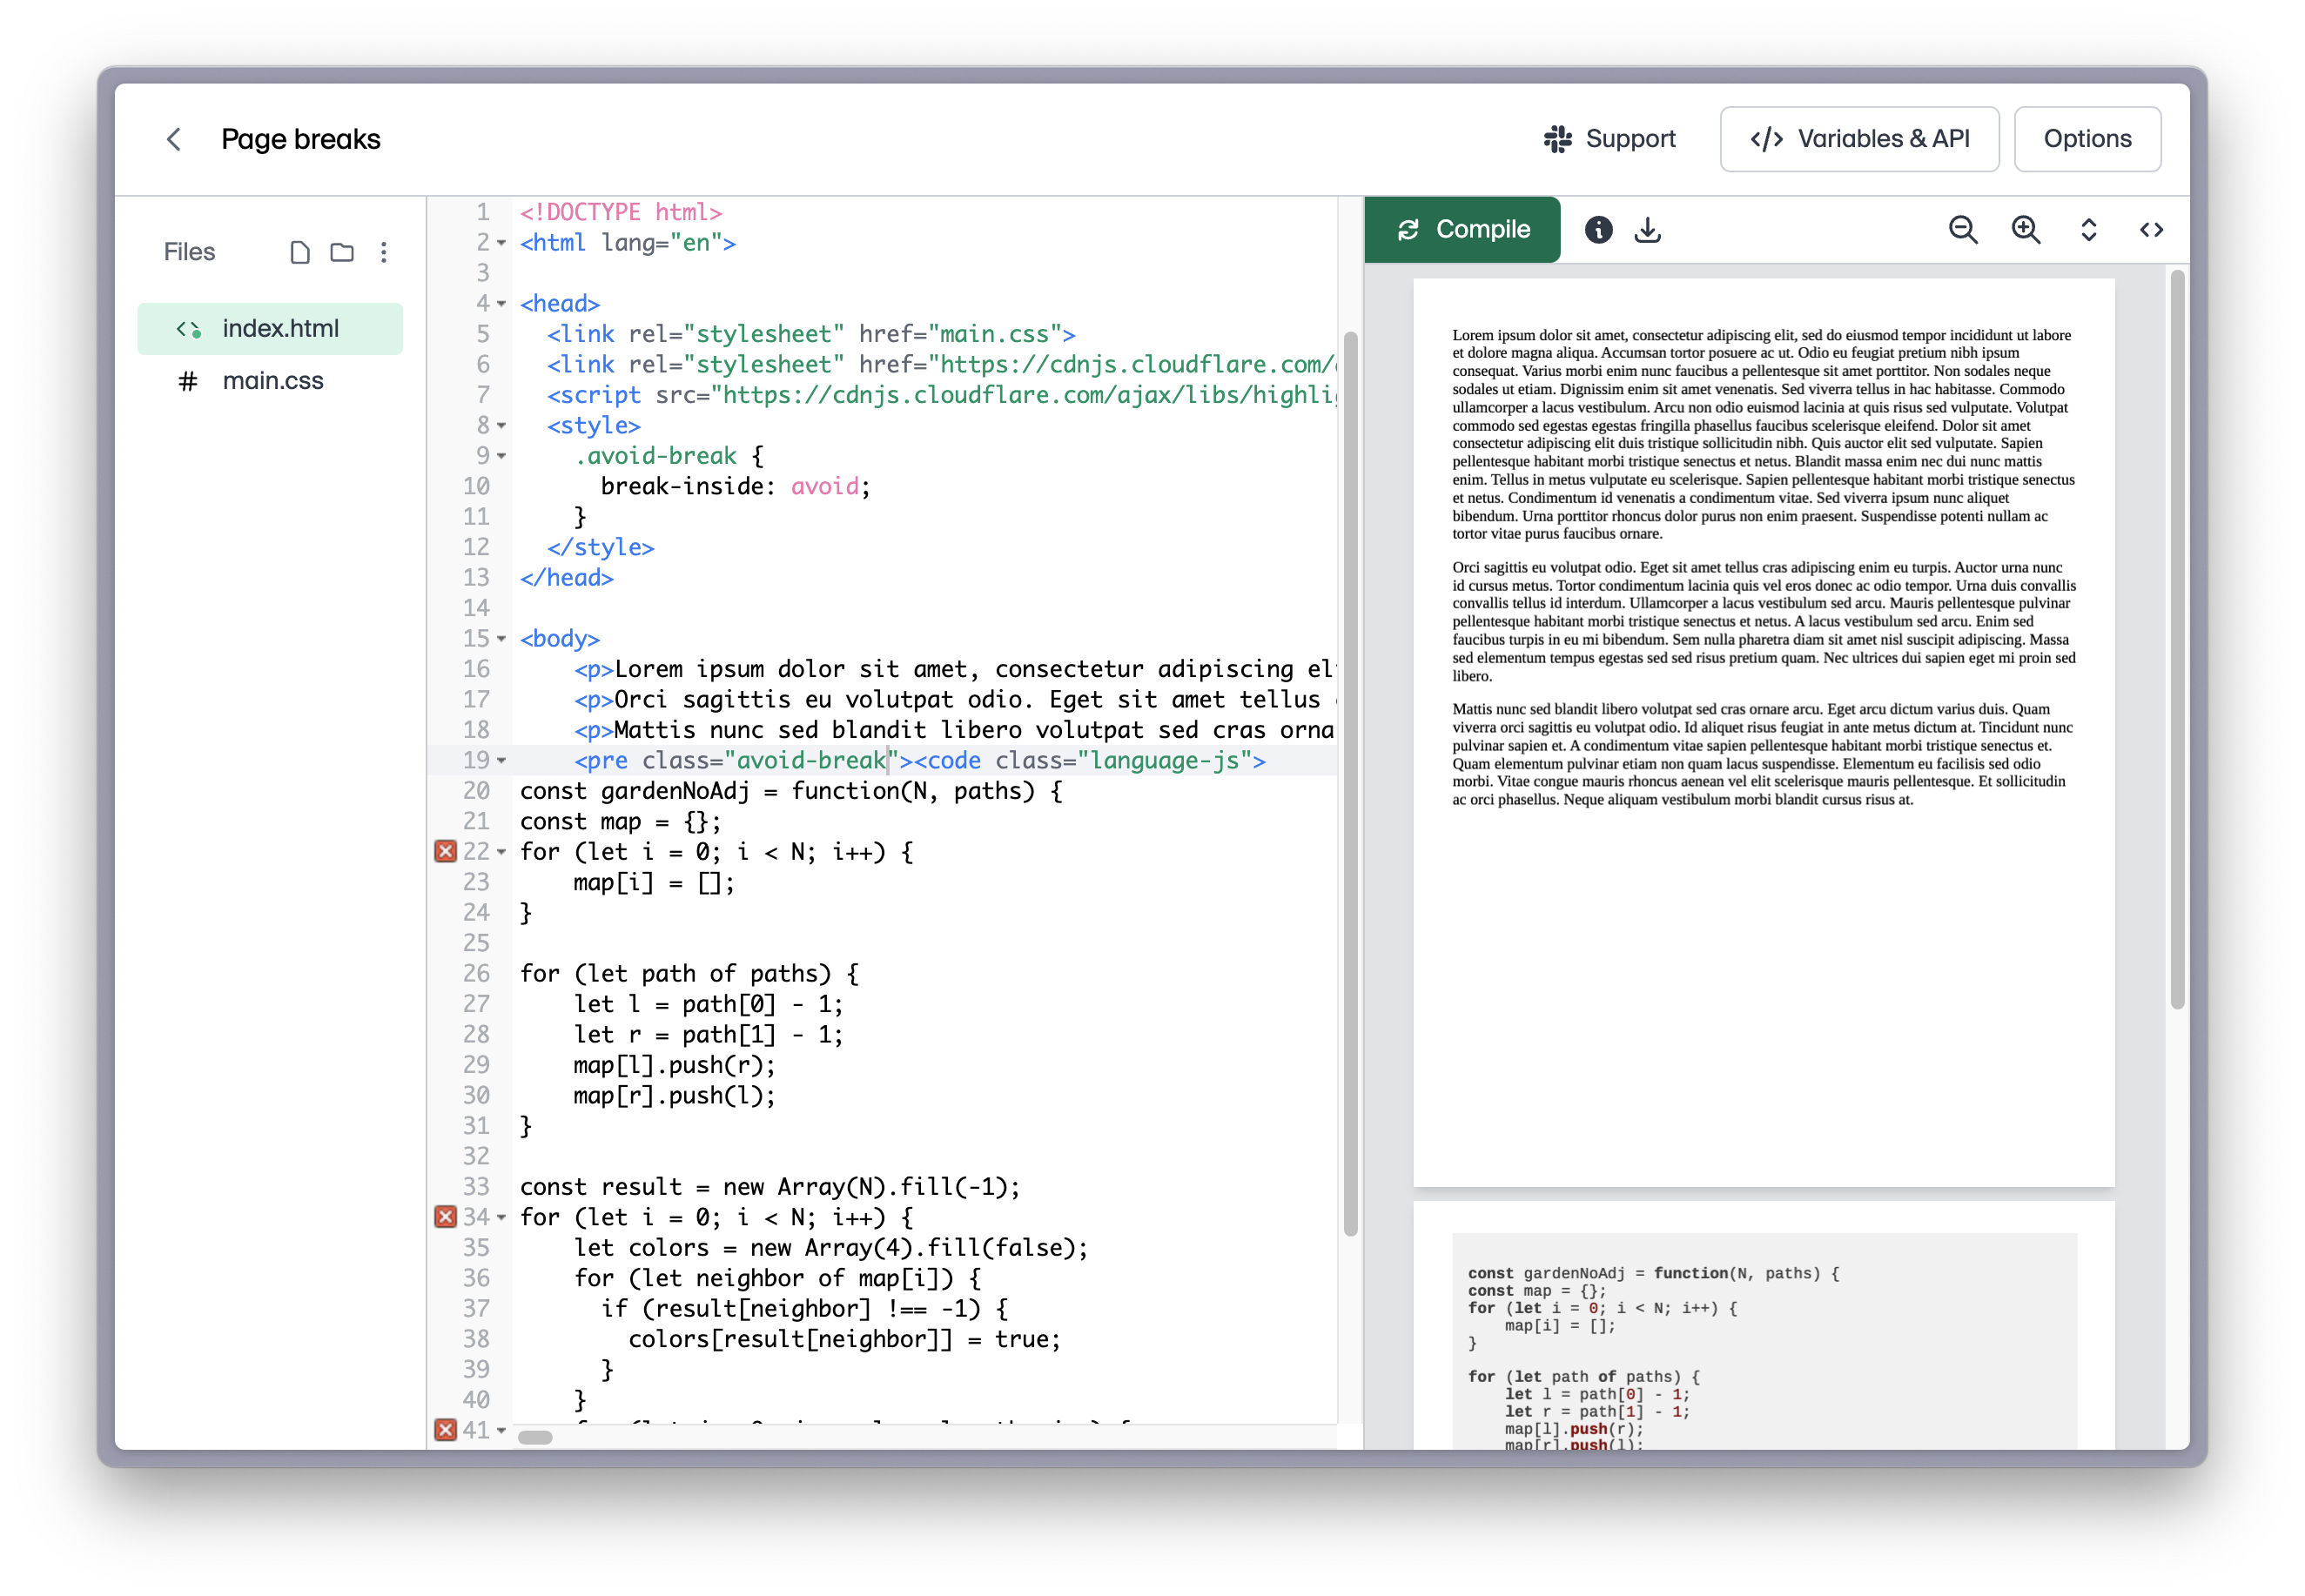 Page breaks
Support
</> Variables & API
Options
Files
index.html
# main.css
1 <!DOCTYPE html>
2 <html lang="en">
3
4 <head>
5 <link rel="stylesheet" href="main.css">
6 <link rel="stylesheet" href="https://cdnjs.cloudflare.com/
7 <script src="https://cdnjs.cloudflare.com/ajax/libs/highli
8 <style>
9 .avoid-break {
10 break-inside: avoid;
11 }
12 </style>
13 </head>
14
15 <body>
16 <p>Lorem ipsum dolor sit amet, consectetur adipiscing eli
17 <p>Orci sagittis eu volutpat odio. Eget sit amet tellus
18 <p>Mattis nunc sed blandit libero volutpat sed cras orna
19 <pre class="avoid-break"><code class="language-js">
20 const gardenNoAdj = function(N, paths) {
21 const map = {};
22 for (let i = 0; i < N; i++) {
23 map[i] = [];
24 }
25
26 for (let path of paths) {
27 let l = path[0] - 1;
28 let r = path[1] - 1;
29 map[l].push(r);
30 map[r].push(l);
31 }
32
33 const result = new Array(N).fill(-1);
34 for (let i = 0; i < N; i++) {
35 let colors = new Array(4).fill(false);
36 for (let neighbor of map[i]) {
37 if (result[neighbor] !== -1) {
38 colors[result[neighbor]] = true;
39 }
40 }
41
Compile
Lorem ipsum dolor sit amet, consectetur adipiscing elit, sed do eiusmod tempor incididunt ut labore
et dolore magna aliqua. Accumsan tortor posuere ac ut. Odio eu feugiat pretium nibh ipsum
consequat. Varius morbi enim nunc faucibus a pellentesque sit amet porttitor. Non sodales neque
sodales ut etiam. Dignissim enim sit amet venenatis. Sed viverra tellus in hac habitasse. Commodo
ullamcorper a lacus vestibulum. Arcu non odio euismod lacinia at quis risus sed vulputate. Volutpat
commodo sed egestas egestas fringilla phasellus faucibus scelerisque eleifend. Dolor sit amet
consectetur adipiscing elit duis tristique sollicitudin nibh. Quis auctor elit sed vulputate. Sapien
pellentesque habitant morbi tristique senectus et netus. Blandit massa enim nec dui nunc mattis
enim. Tellus in metus vulputate eu scelerisque. Sapien pellentesque habitant morbi tristique senectus
et netus. Condimentum id venenatis a condimentum vitae. Sed viverra ipsum nunc aliquet
bibendum. Urna porttitor rhoncus dolor purus non enim praesent. Suspendisse potenti nullam ac
tortor vitae purus faucibus ornare.
Orci sagittis eu volutpat odio. Eget sit amet tellus cras adipiscing enim eu turpis. Auctor urna nunc
id cursus metus. Tortor condimentum lacinia quis vel eros donec ac odio tempor. Urna duis convallis
convallis tellus id interdum. Ullamcorper a lacus vestibulum sed arcu. Mauris pellentesque pulvinar
pellentesque habitant morbi tristique senectus et netus. A lacus vestibulum sed arcu. Enim sed
faucibus turpis in eu mi bibendum. Sem nulla pharetra diam sit amet nisl suscipit adipiscing. Massa
sed elementum tempus egestas sed sed risus pretium quam. Nec ultrices dui sapien eget mi proin sed
libero.
Mattis nunc sed blandit libero volutpat sed cras ornare arcu. Eget arcu dictum varius duis. Quam
viverra orci sagittis eu volutpat odio. Id aliquet risus feugiat in ante metus dictum at. Tincidunt nunc
pulvinar sapien et. A condimentum vitae sapien pellentesque habitant morbi tristique senectus et.
Quam elementum pulvinar etiam non quam lacus suspendisse. Elementum eu facilisis sed odio
morbi. Vitae congue mauris rhoncus aenean vel elit scelerisque mauris pellentesque. Et sollicitudin
ac orci phasellus. Neque aliquam vestibulum morbi blandit cursus risus at.
const gardenNoAdj = function(N, paths) {
const map = {};
for (let i = 0; i < N; i++) {
map[i] = [];
}
for (let path of paths) {
let l = path[0] - 1;
let r = path[1] - 1;
map[l].push(r);
map[r].push(l);